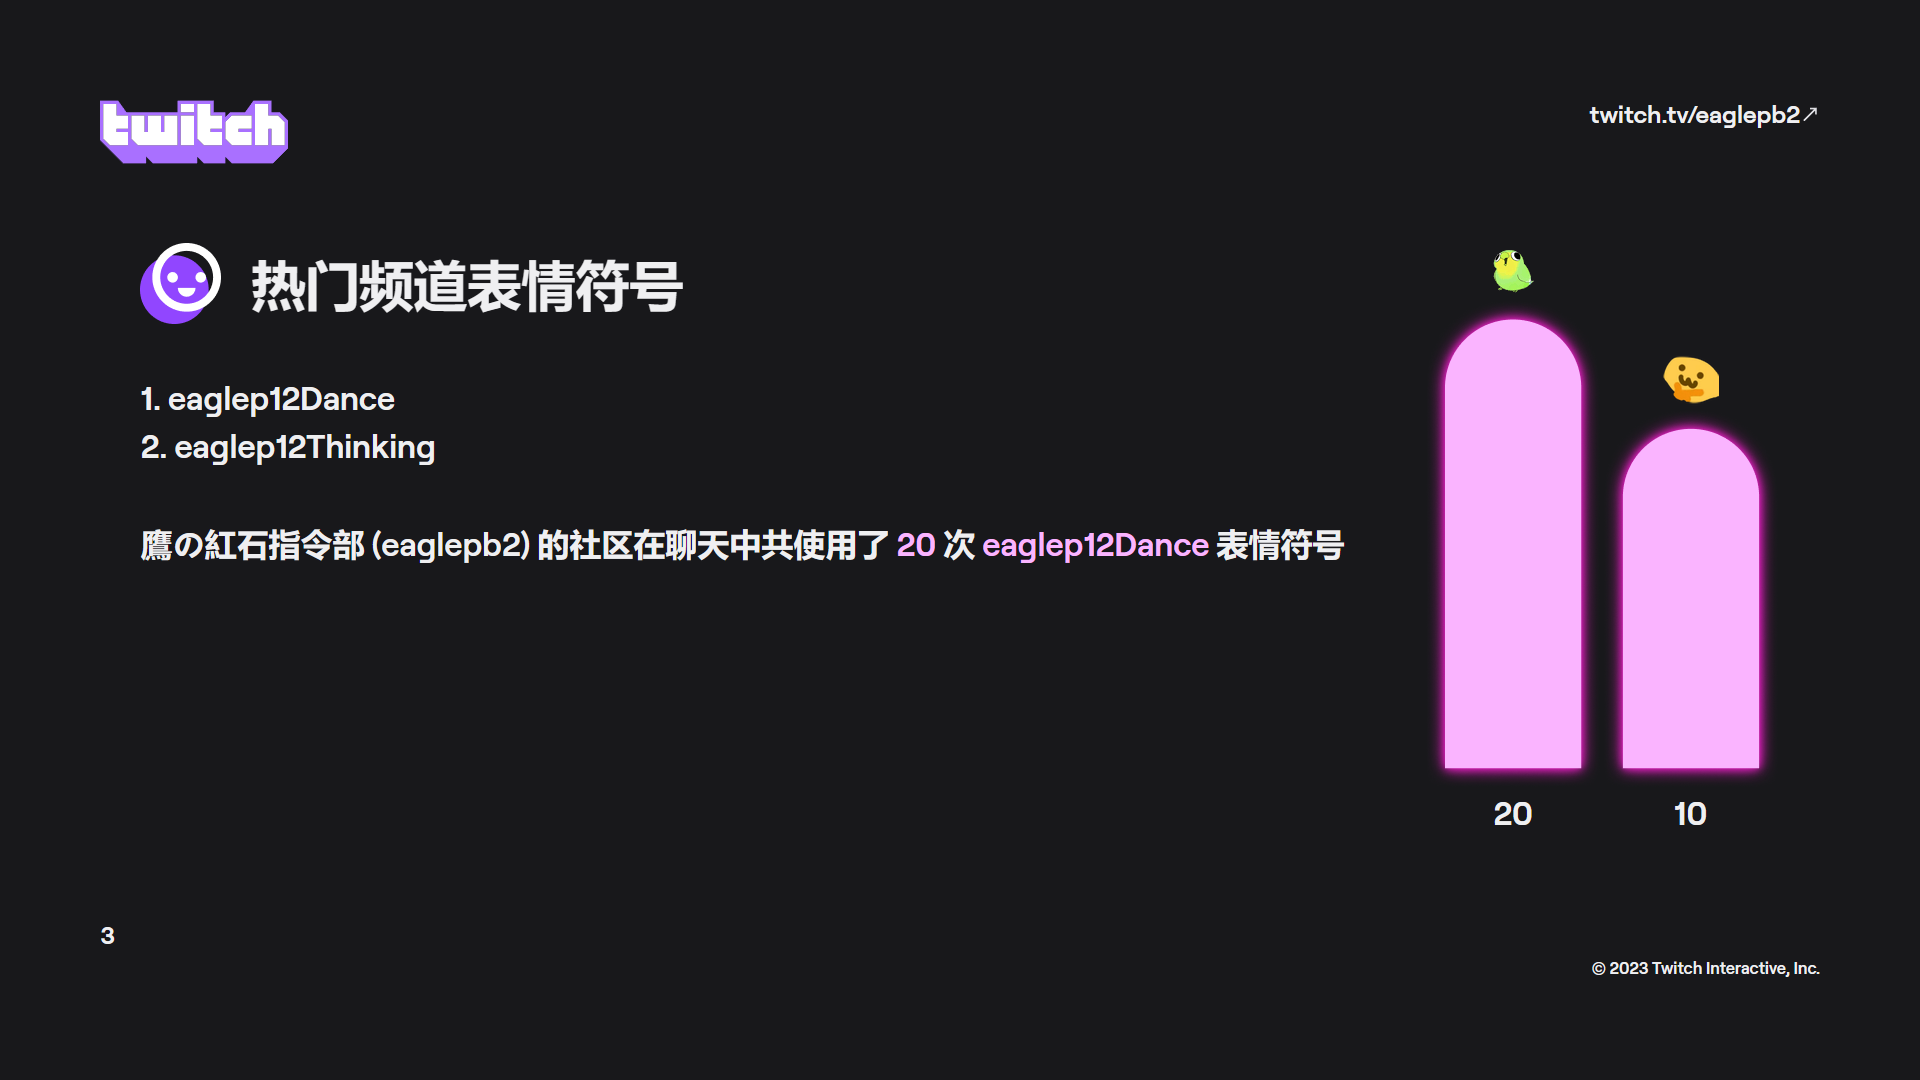 twitch
twitch.tv/eaglepb2↗
热门频道表情符号
1. eaglep12Dance
2. eaglep12Thinking
鷹の紅石指令部 (eaglepb2) 的社区在聊天中共使用了 20 次 eaglep12Dance 表情符号
20
10
3
© 2023 Twitch Interactive, Inc.